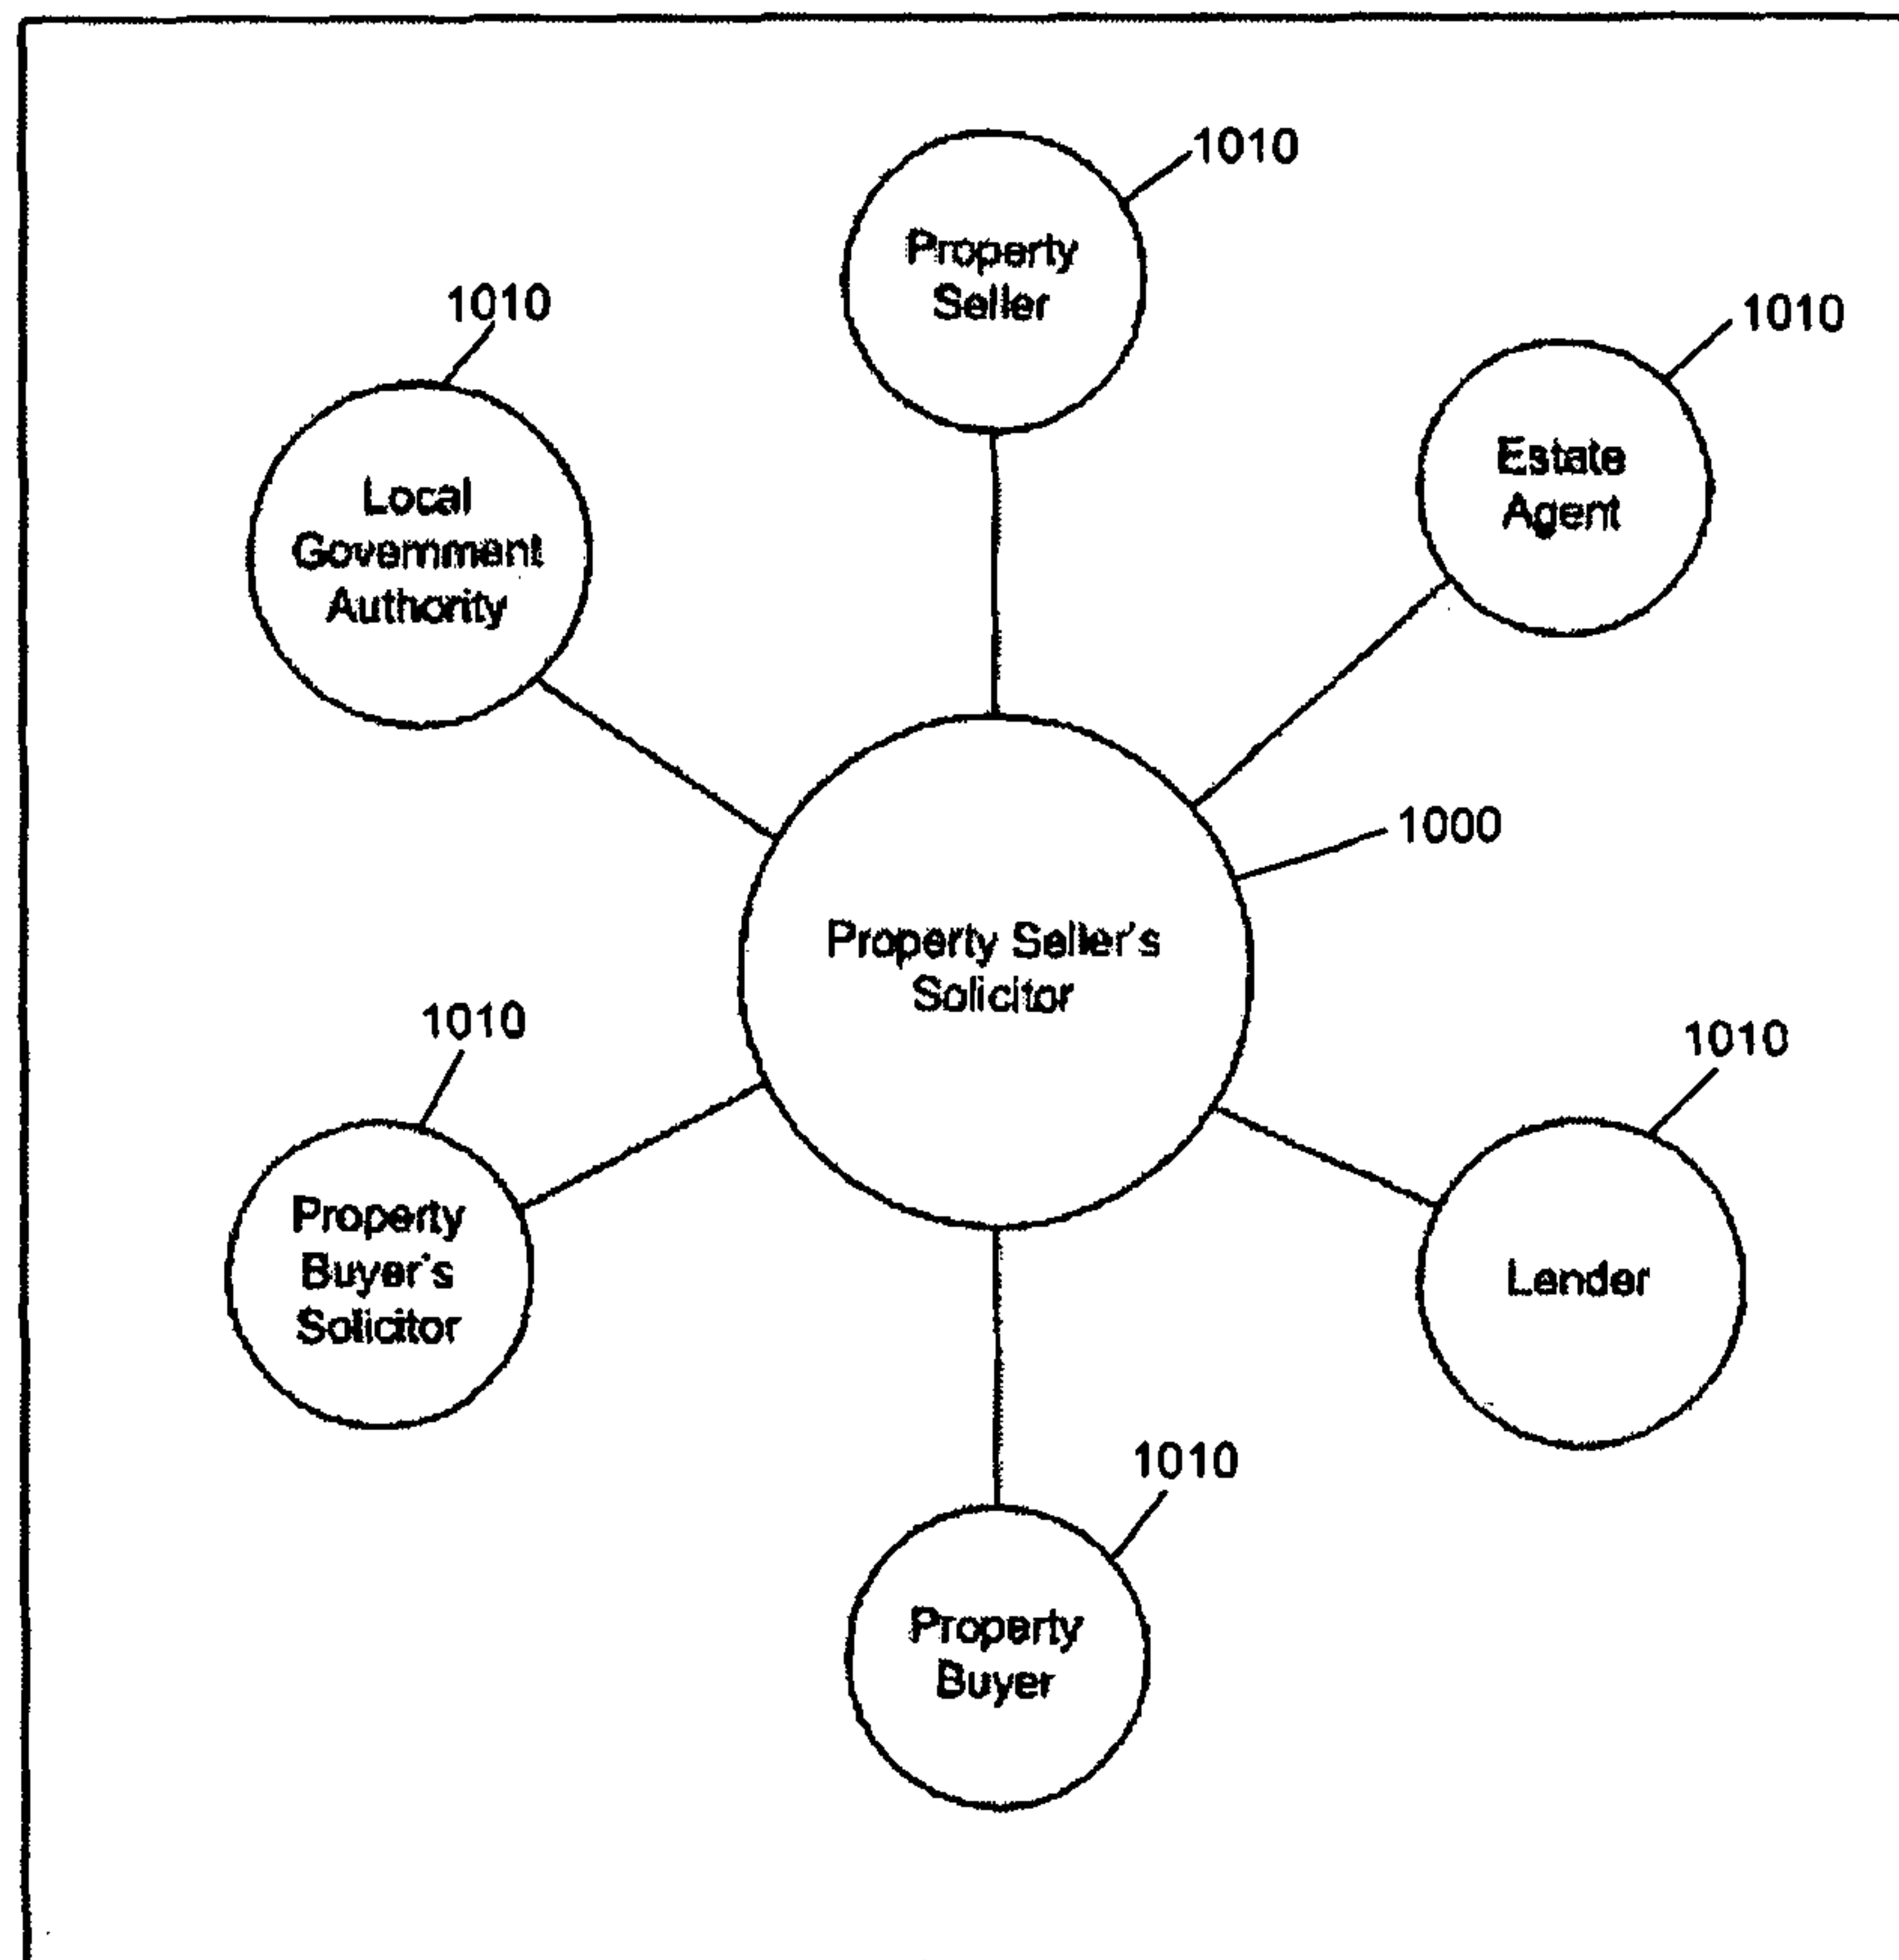 1010
Property
Seller
1010
Local
Government
Authority
1010
Estate
Agent
1000
Property Seller's
Solicitor
1010
Property
Buyer's
Solicitor
1010
Lender
1010
Property
Buyer